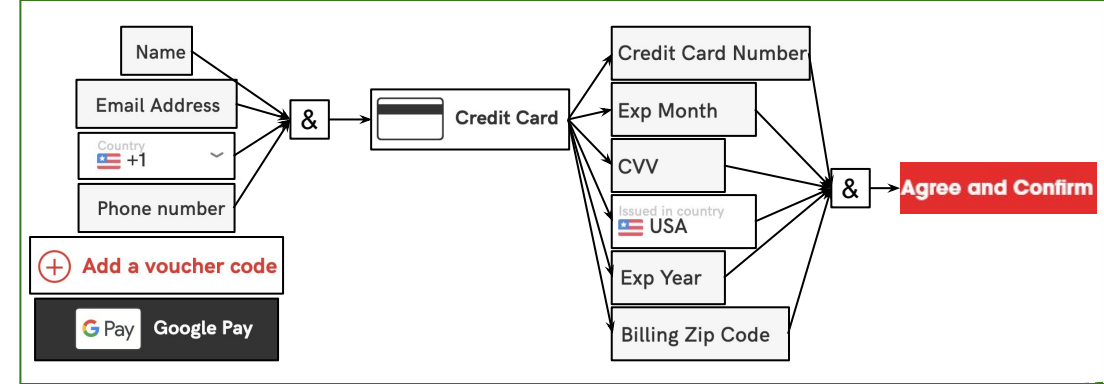 Name
Email Address
Country
+1
Phone number
Add a voucher code
G Pay Google Pay
&
Credit Card
Credit Card Number
Exp Month
CVV
Issued in country
USA
Exp Year
Billing Zip Code
&
Agree and Confirm